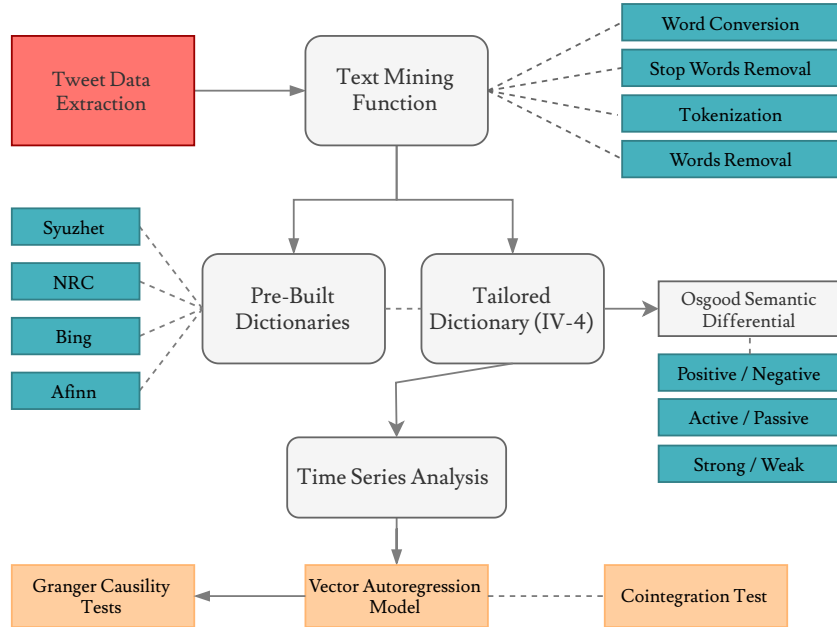 Word Conversion
Tweet Data
Extraction
Text Mining
Function
Stop Words Removal
Tokenization
Words Removal
Syuzhet
NRC
Bing
Afinn
Pre-Built
Dictionaries
Tailored
Dictionary (IV-4)
Osgood Semantic
Differential
Positive / Negative
Active / Passive
Strong / Weak
Time Series Analysis
Granger Causility
Tests
Vector Autoregression
Model
Cointegration Test